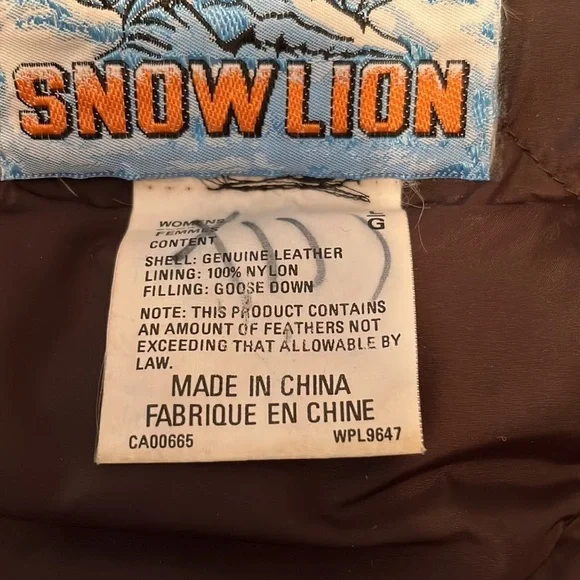 SNOWLION
WOMENS
FEMMES
L
G
CONTENT
SHELL: GENUINE LEATHER
LINING: 100% NYLON
FILLING: GOOSE DOWN
NOTE: THIS PRODUCT CONTAINS
AN AMOUNT OF FEATHERS NOT
EXCEEDING THAT ALLOWABLE BY
LAW.
MADE IN CHINA
FABRIQUE EN CHINE
CA00665 WPL9647